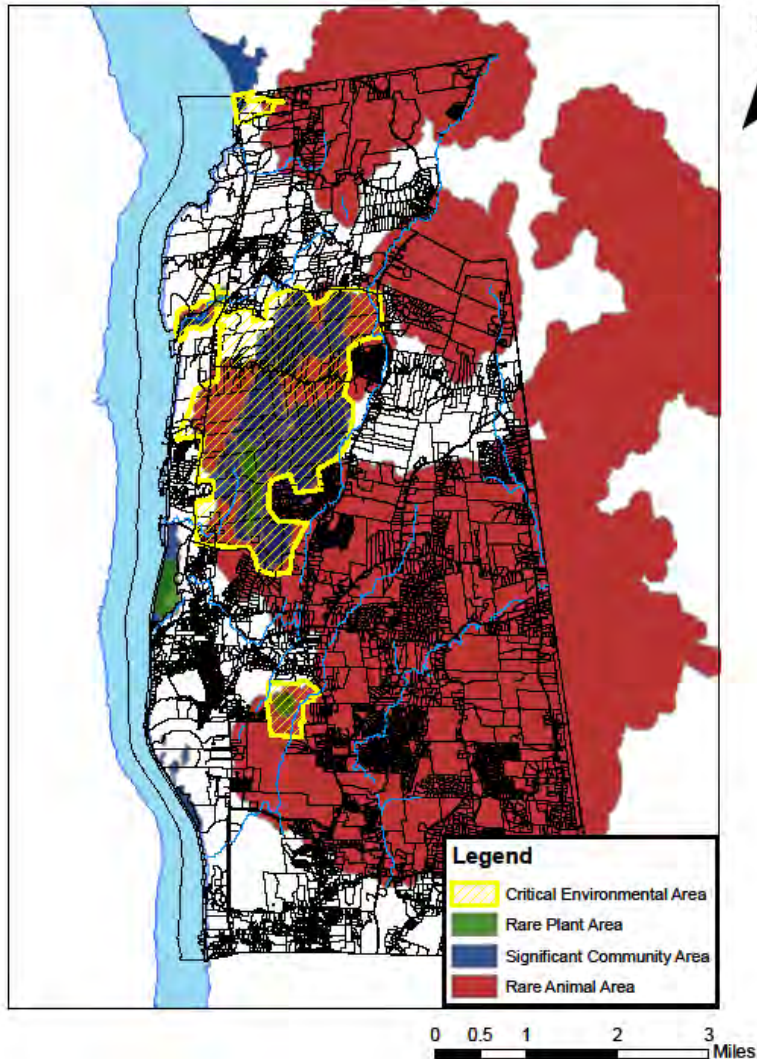 Legend
Critical Environmental Area
Rare Plant Area
Significant Community Area
Rare Animal Area
0 0.5 1 2 3
Miles